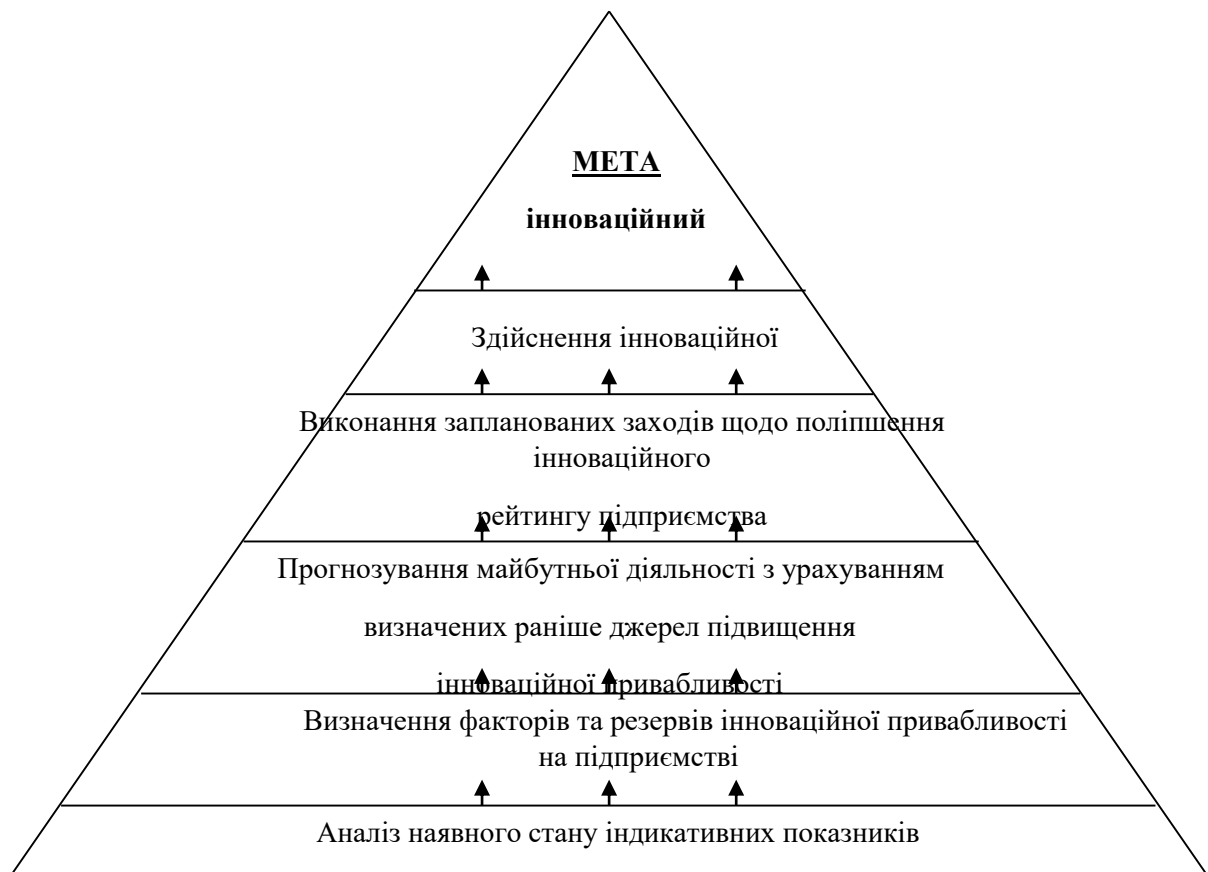 МЕТА
інноваційний
Здійснення інноваційної
Виконання запланованих заходів щодо поліпшення
інноваційного
рейтингу підприємства
Прогнозування майбутньої діяльності з урахуванням
визначених раніше джерел підвищення
інноваційної привабливості
Визначення факторів та резервів інноваційної привабливості
на підприємстві
Аналіз наявного стану індикативних показників